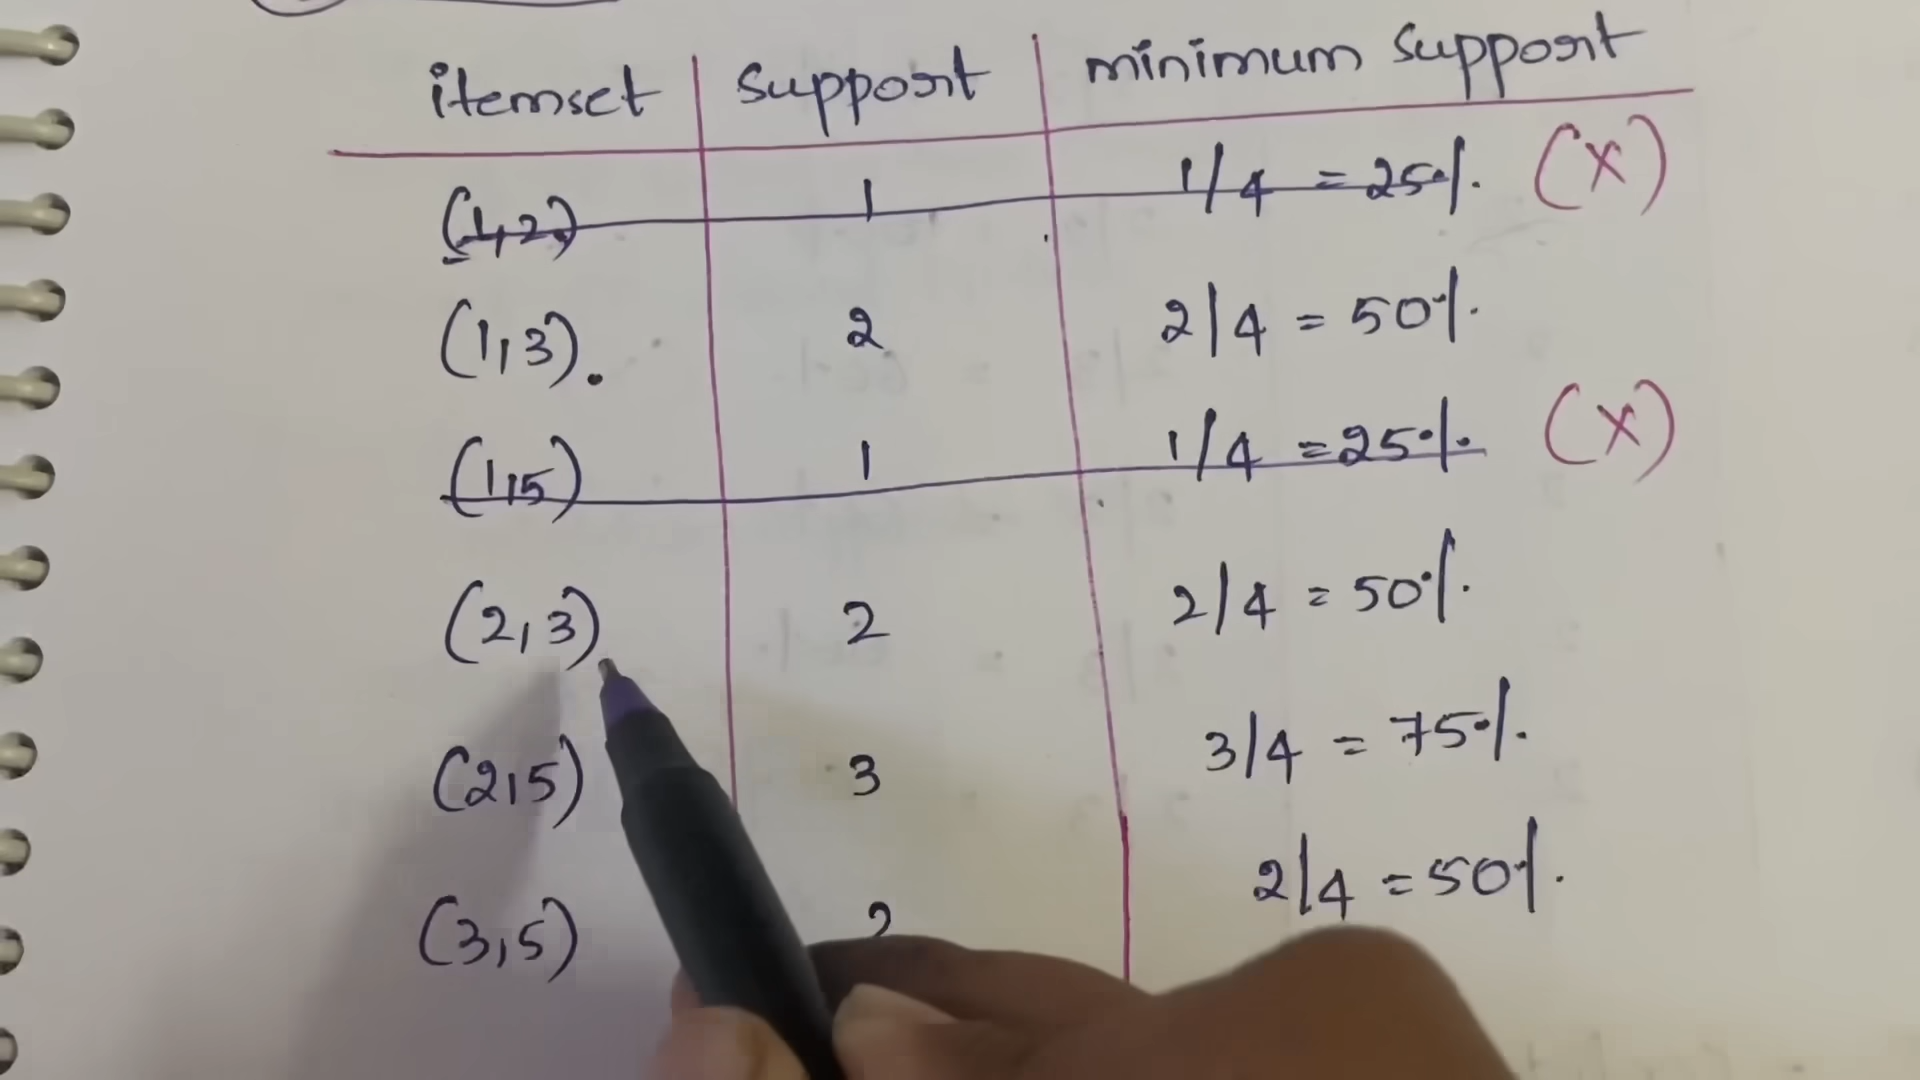 itemset support minimum support
(1,2) 1 1/4 = 25% (X)
(1,3). 2 2/4 = 50%
(1,5) 1 1/4 = 25% (X)
(2,3) 2 2/4 = 50%
(2,5) 3 3/4 = 75%
(3,5) 2 2/4 = 50%